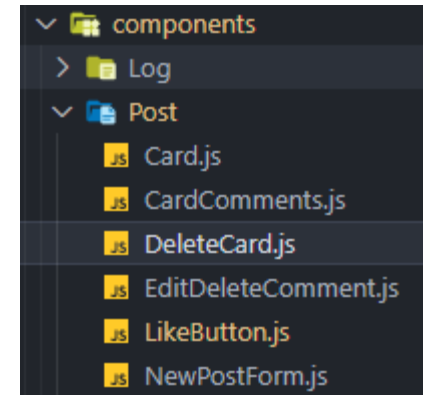 components
Log
Post
JS Card.js
JS CardComments.js
JS DeleteCard.js
JS EditDeleteComment.js
JS LikeButton.js
JS NewPostForm.js